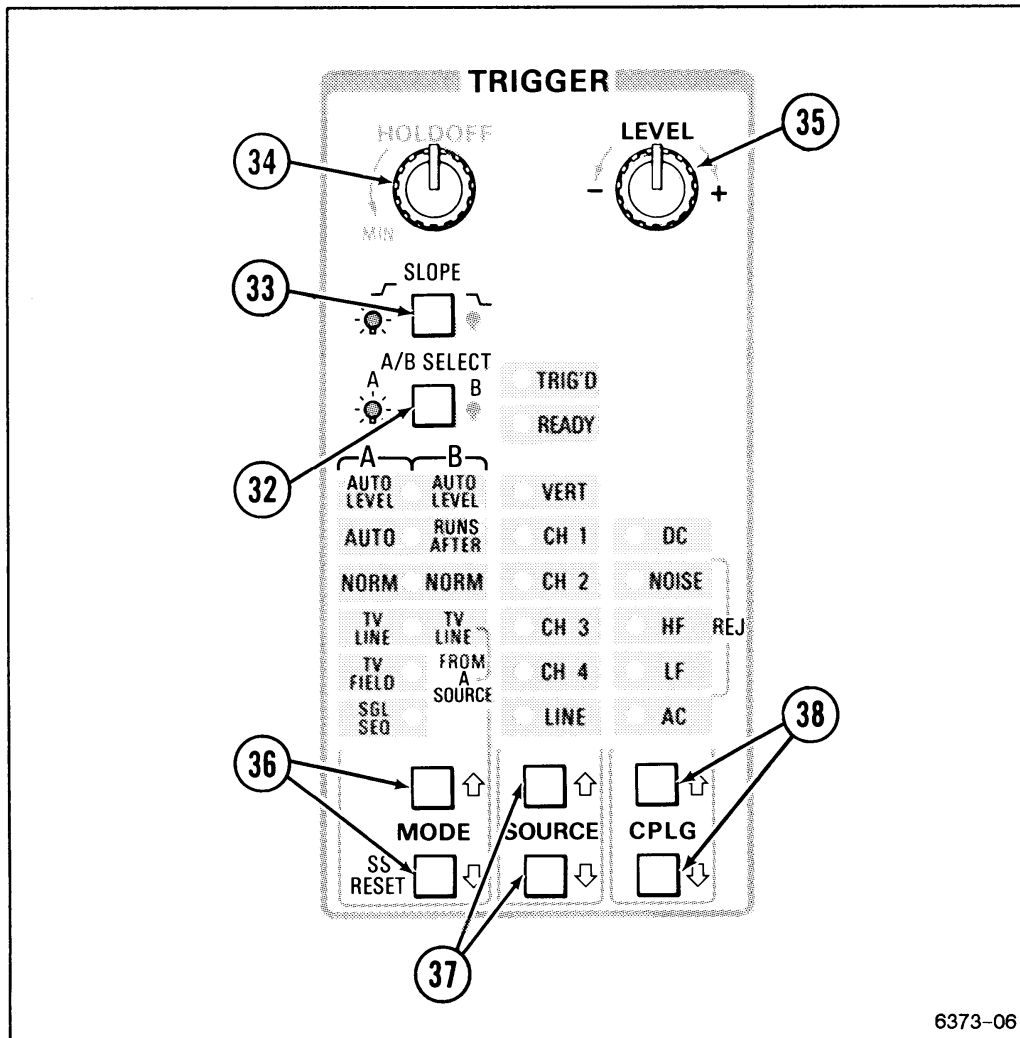 TRIGGER
HOLDOFF
LEVEL
35
34
- +
MIN
SLOPE
33
A/B SELECT
A B
TRIG'D
READY
32
A B
AUTO LEVEL AUTO LEVEL VERT
AUTO RUNS AFTER CH 1 DC
NORM NORM CH 2 NOISE
TV LINE TV LINE CH 3 HF REJ
TV FIELD FROM A SOURCE CH 4 LF
SGL SEQ LINE AC
38
36
MODE SOURCE CPLG
SS RESET
37
6373-06